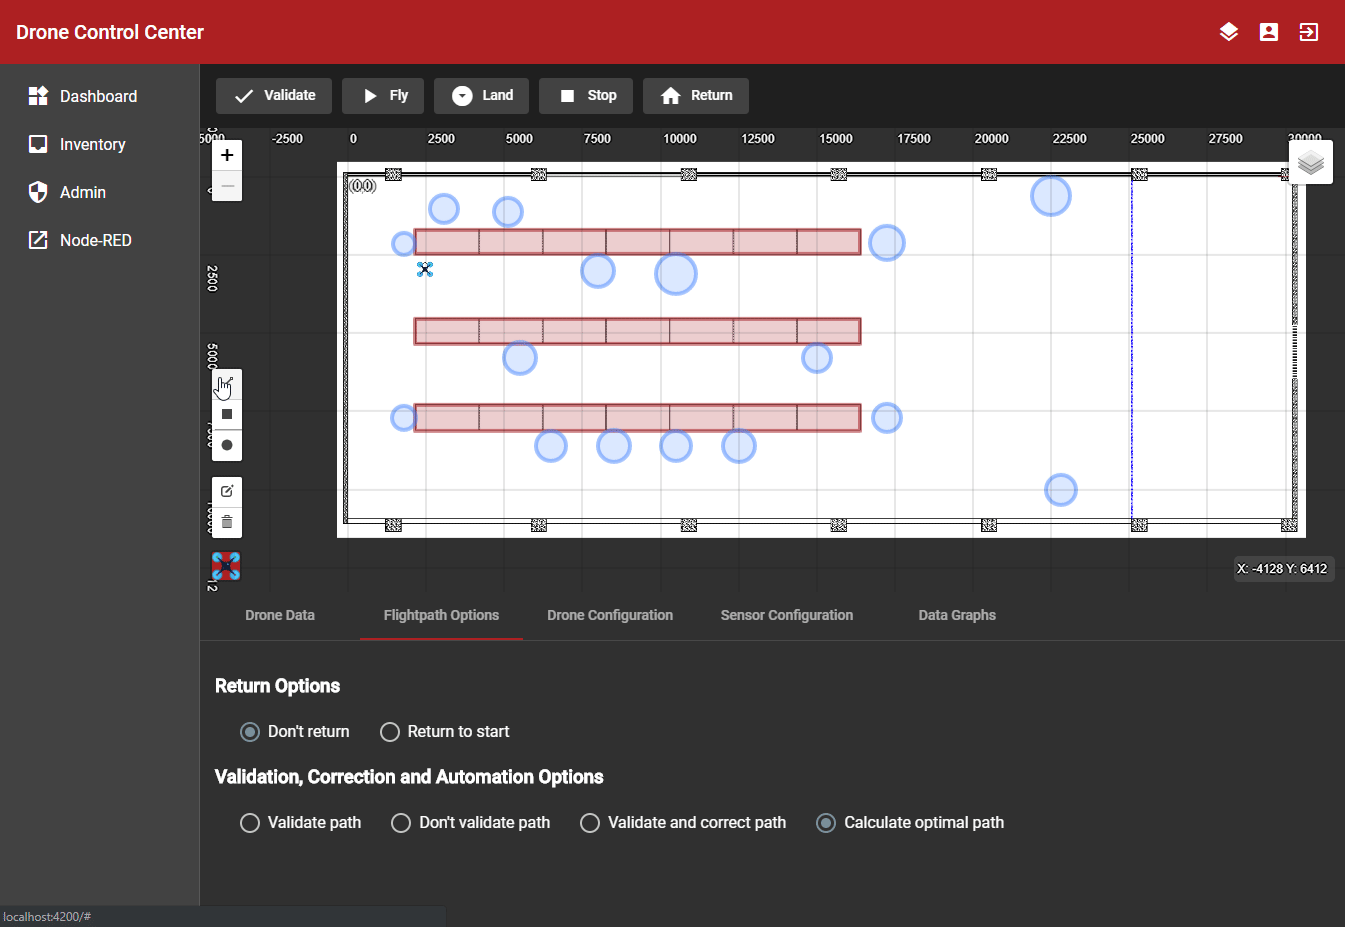 Drone Control Center
Dashboard
Inventory
Admin
Node-RED
Validate Fly Land Stop Return
-2500 0 2500 5000 7500 10000 12500 15000 17500 20000 22500 25000 27500 30000
+
−
(0 0)
0
2500
5000
X: -4128 Y: 6412
Drone Data Flightpath Options Drone Configuration Sensor Configuration Data Graphs
Return Options
Don't return Return to start
Validation, Correction and Automation Options
Validate path Don't validate path Validate and correct path Calculate optimal path
localhost:4200/#